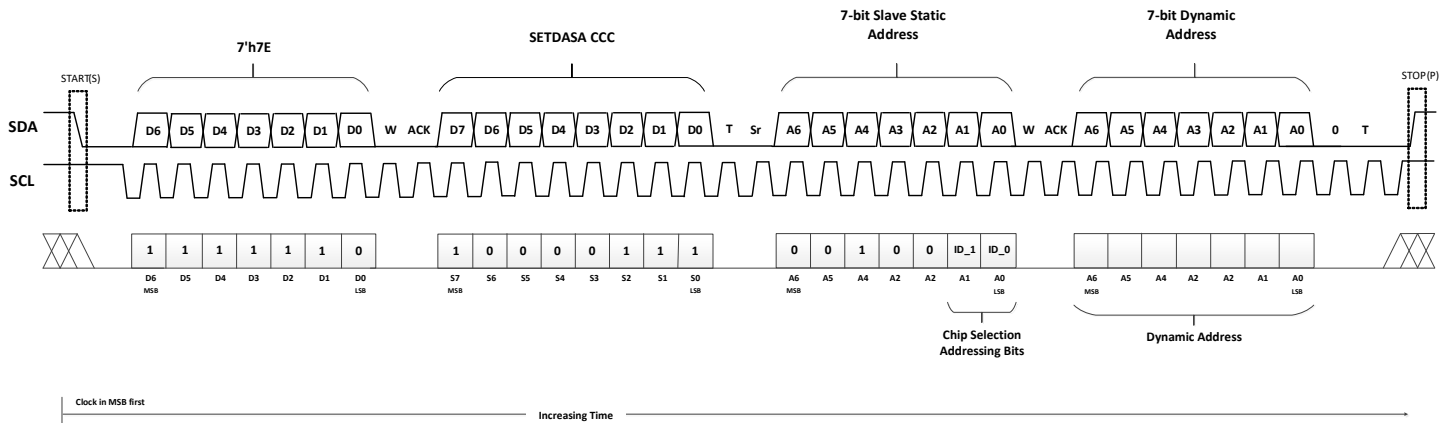 7-bit Slave Static
Address
7-bit Dynamic
Address
SETDASA CCC
7'h7E
START(S)
STOP(P)
SDA D6 D5 D4 D3 D2 D1 D0 W ACK D7 D6 D5 D4 D3 D2 D1 D0 T Sr A6 A5 A4 A3 A2 A1 A0 W ACK A6 A5 A4 A3 A2 A1 A0 0 T
SCL
1 1 1 1 1 1 0 1 0 0 0 0 1 1 1 0 0 1 0 0 ID_1 ID_0
D6 D5 D4 D3 D2 D1 D0 S7 S6 S5 S4 S3 S2 S1 S0 A6 A5 A4 A2 A2 A1 A0 A6 A5 A4 A2 A2 A1 A0
MSB LSB MSB LSB MSB LSB MSB LSB
Chip Selection
Addressing Bits
Dynamic Address
Clock in MSB first
Increasing Time